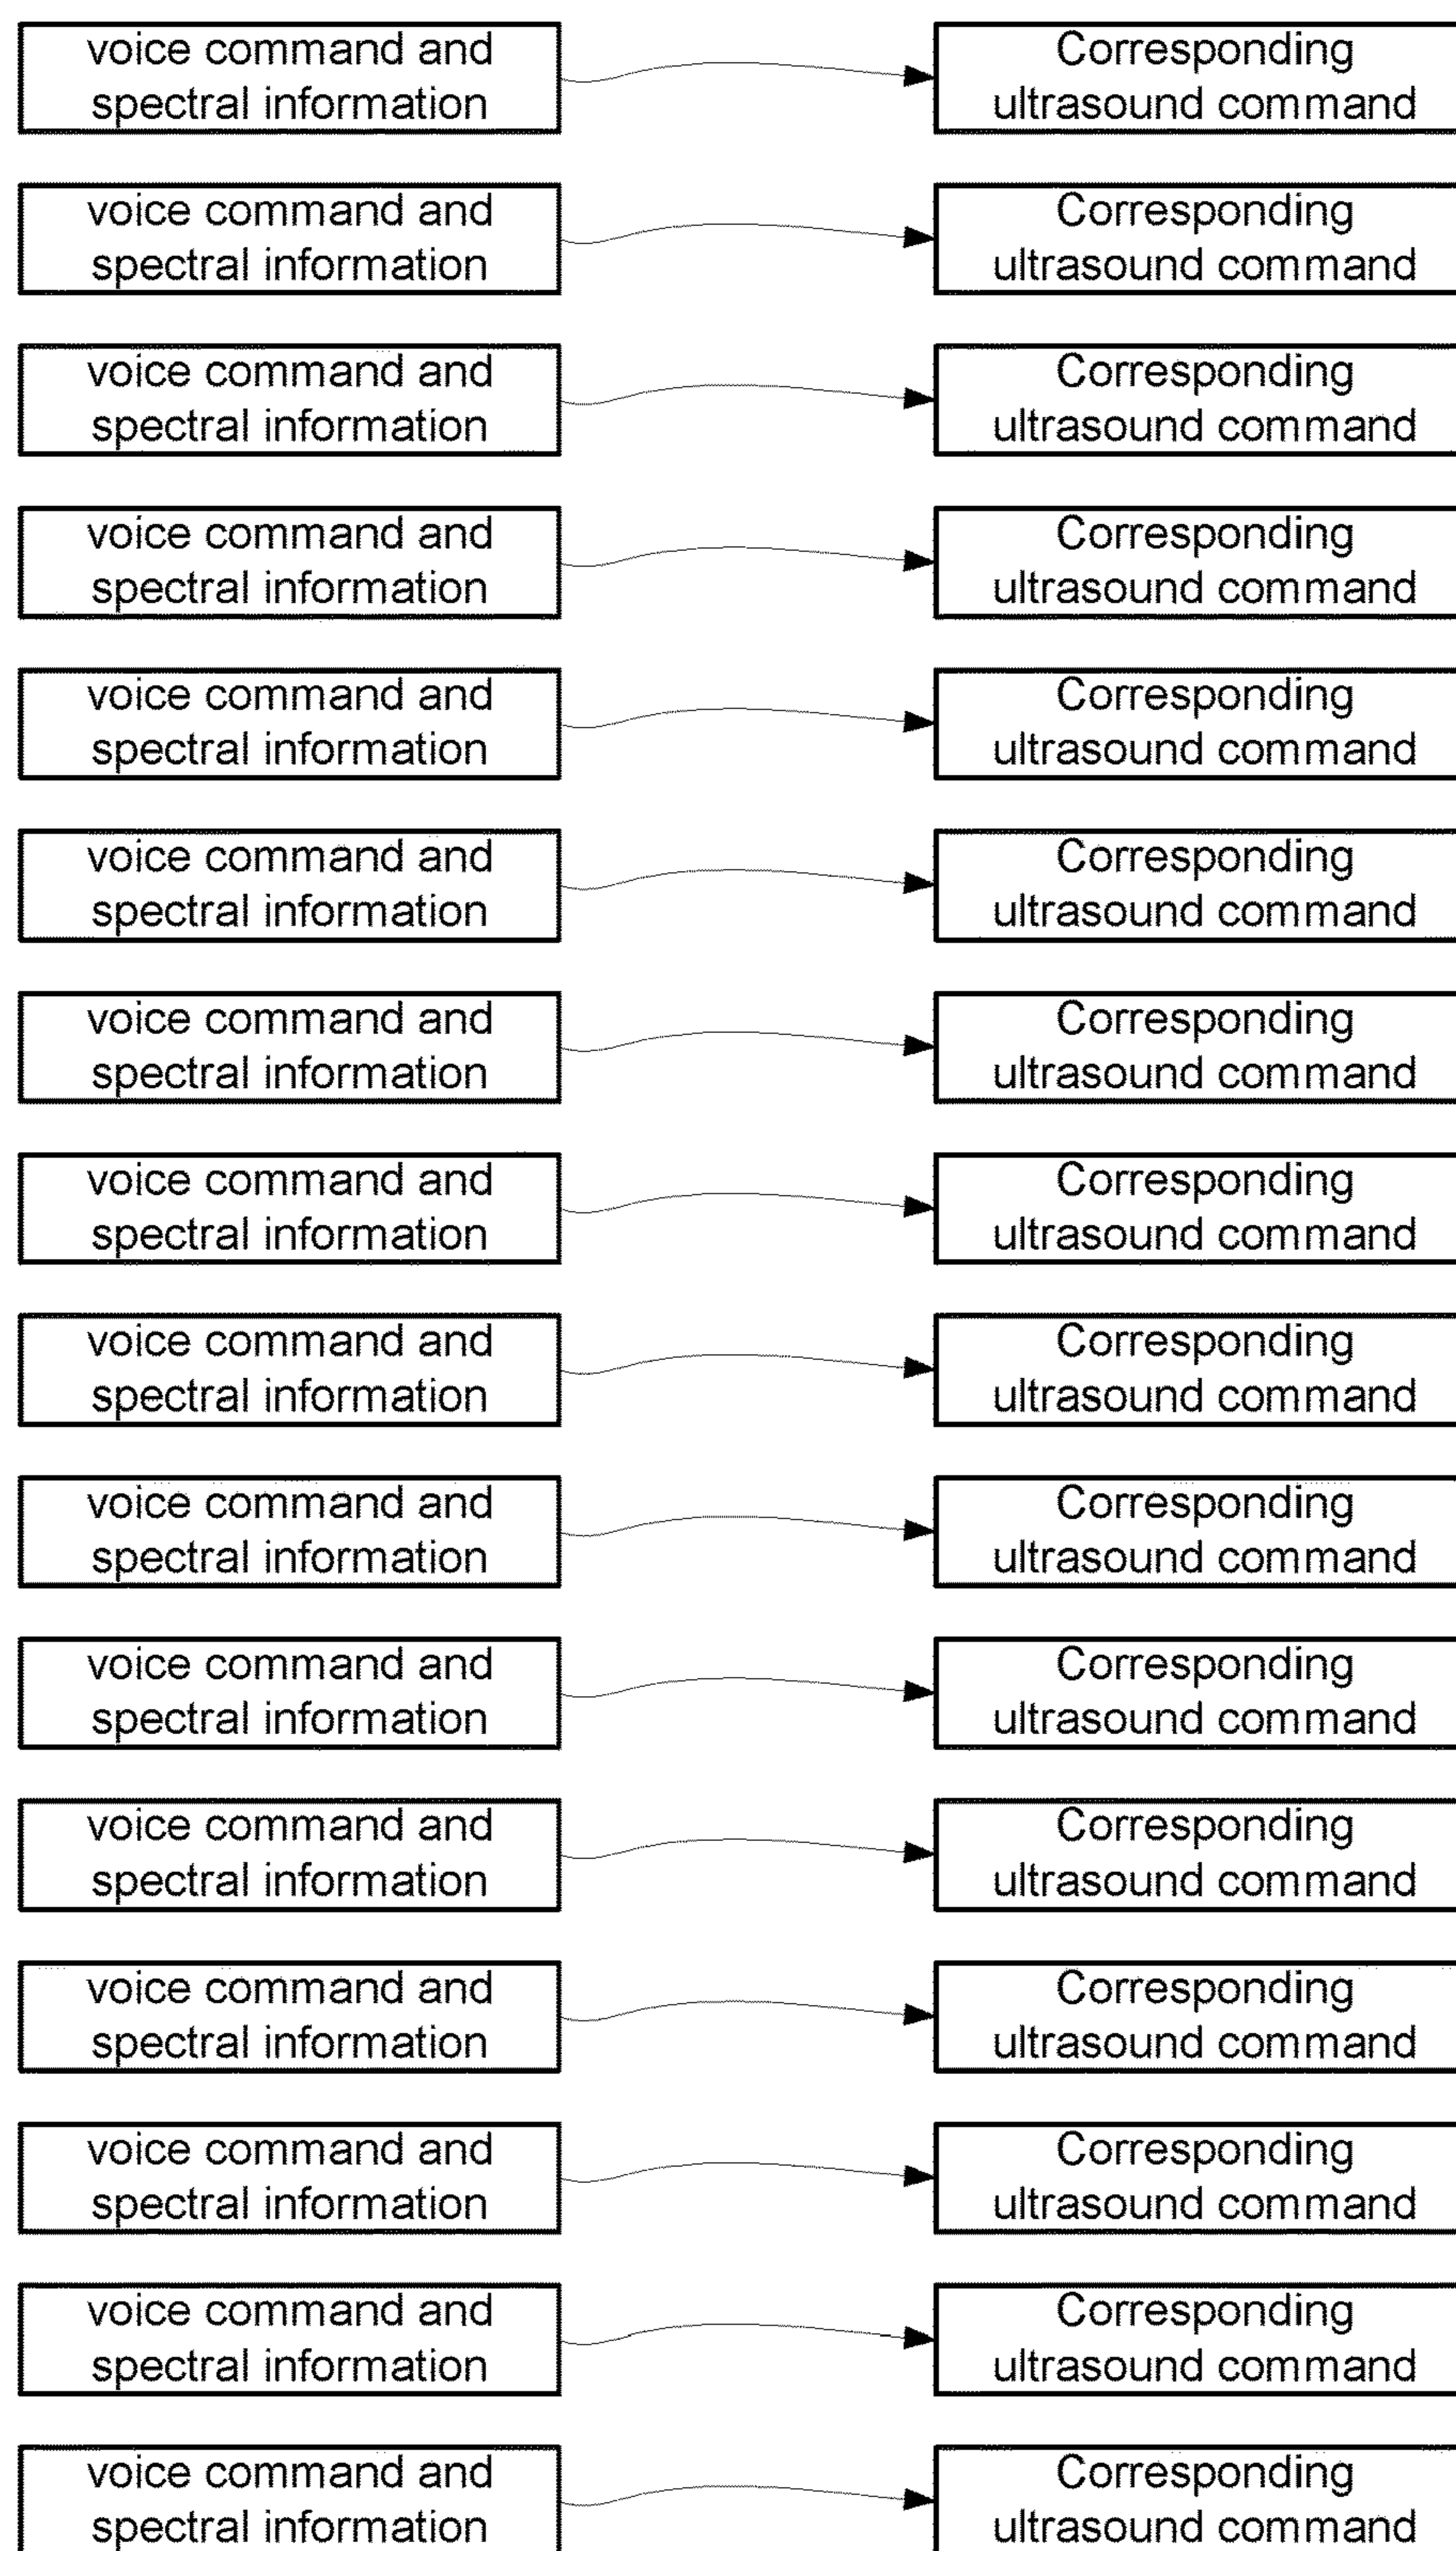 voice command and
spectral information
Corresponding
ultrasound command
voice command and
spectral information
Corresponding
ultrasound command
voice command and
spectral information
Corresponding
ultrasound command
voice command and
spectral information
Corresponding
ultrasound command
voice command and
spectral information
Corresponding
ultrasound command
voice command and
spectral information
Corresponding
ultrasound command
voice command and
spectral information
Corresponding
ultrasound command
voice command and
spectral information
Corresponding
ultrasound command
voice command and
spectral information
Corresponding
ultrasound command
voice command and
spectral information
Corresponding
ultrasound command
voice command and
spectral information
Corresponding
ultrasound command
voice command and
spectral information
Corresponding
ultrasound command
voice command and
spectral information
Corresponding
ultrasound command
voice command and
spectral information
Corresponding
ultrasound command
voice command and
spectral information
Corresponding
ultrasound command
voice command and
spectral information
Corresponding
ultrasound command